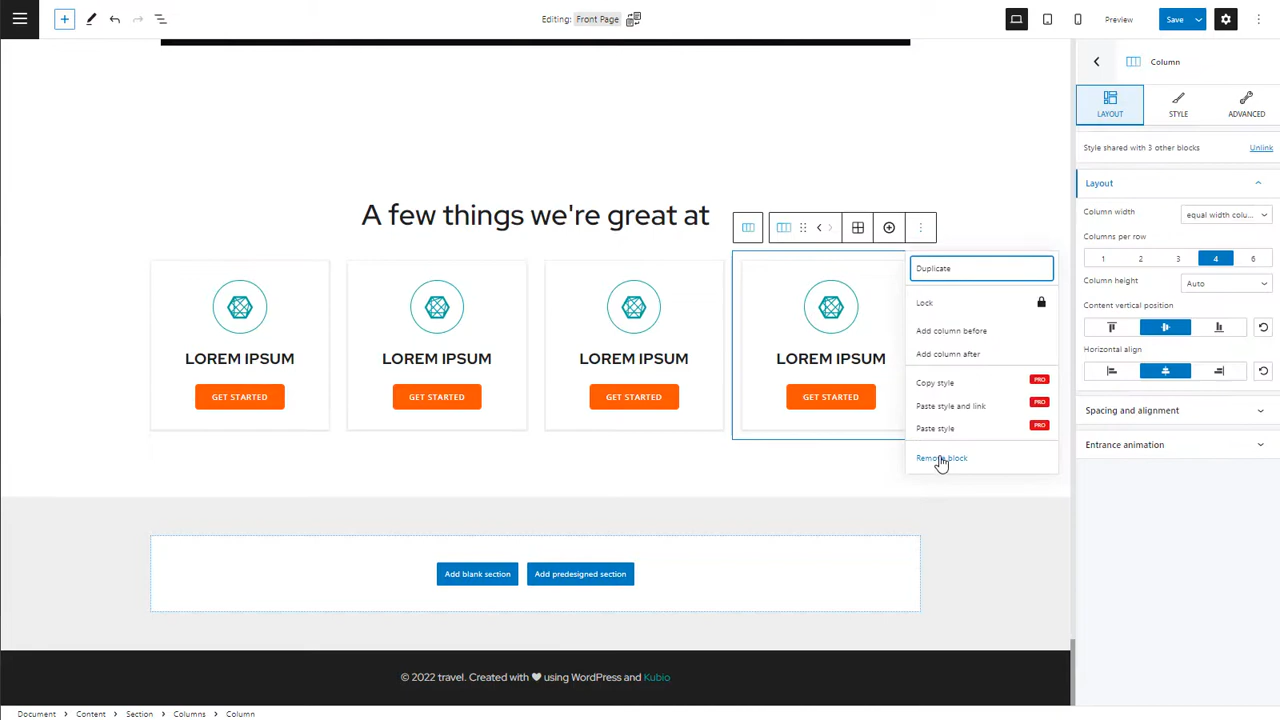 Editing: Front Page
Preview
Save
Column
LAYOUT
STYLE
ADVANCED
Style shared with 3 other blocks
Unlink
Layout
Column width
equal width colu...
Columns per row
1 2 3 4 6
Column height
Auto
Content vertical position
Horizontal align
Spacing and alignment
Entrance animation
A few things we're great at
LOREM IPSUM
GET STARTED
LOREM IPSUM
GET STARTED
LOREM IPSUM
GET STARTED
LOREM IPSUM
GET STARTED
Duplicate
Lock
Add column before
Add column after
Copy style PRO
Paste style and link PRO
Paste style PRO
Remove block
Add blank section
Add predesigned section
© 2022 travel. Created with ❤ using WordPress and Kubio
Document > Content > Section > Columns > Column